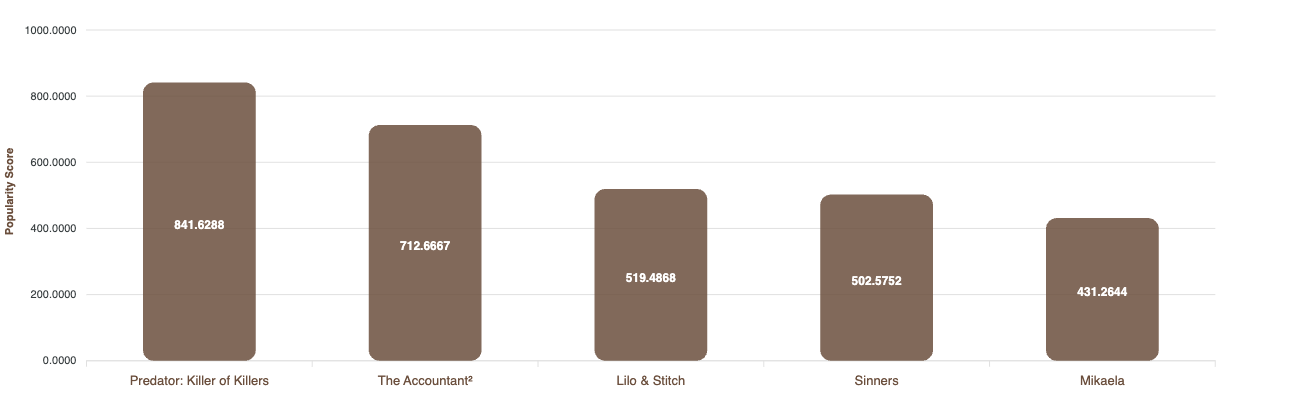 1000.0000
800.0000
600.0000
400.0000
200.0000
0.0000
Popularity Score
841.6288
712.6667
519.4868
502.5752
431.2644
Predator: Killer of Killers
The Accountant²
Lilo & Stitch
Sinners
Mikaela